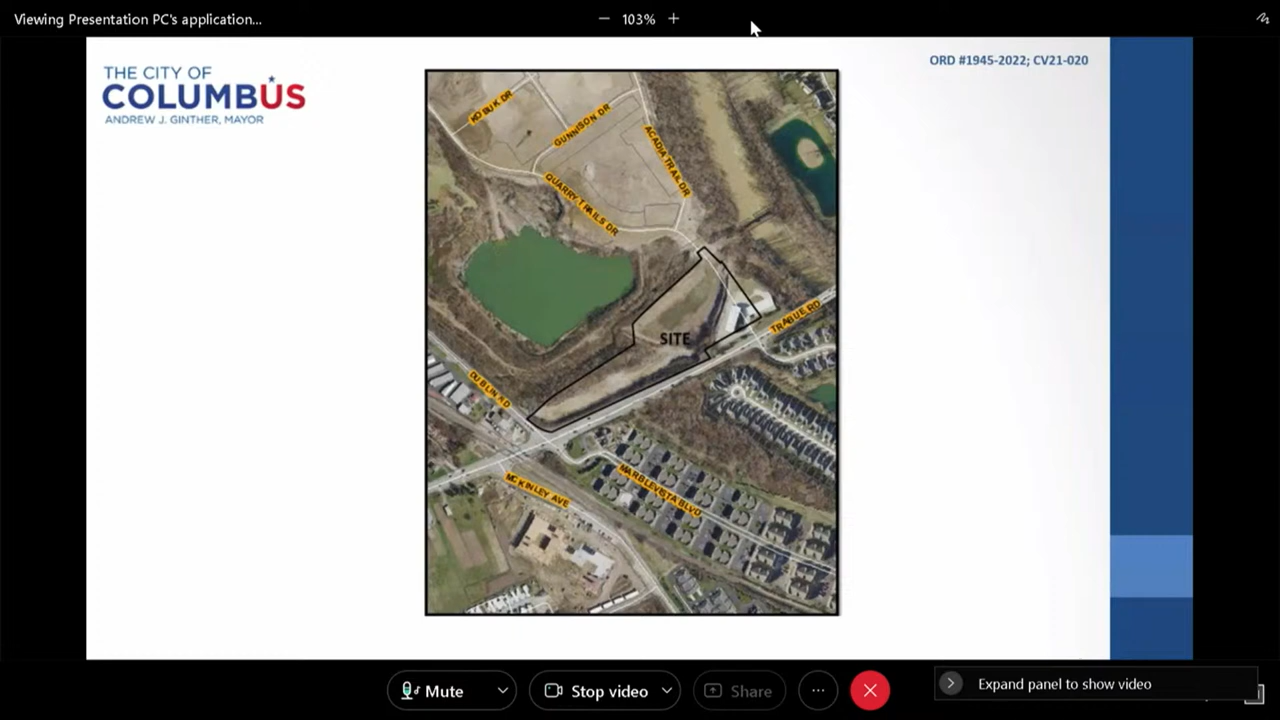 Viewing Presentation PC's application...
103%
THE CITY OF
COLUMBUS
ANDREW J. GINTHER, MAYOR
ORD #1945-2022; CV21-020
KOBUK DR
GUNNISON DR
ACADIA TRAIL DR
QUARRY TRAILS DR
SITE
TRABUE RD
DUBLIN RD
MARBLEVISTA BLVD
MCKINLEY AVE
Mute
Stop video
Share
Expand panel to show video